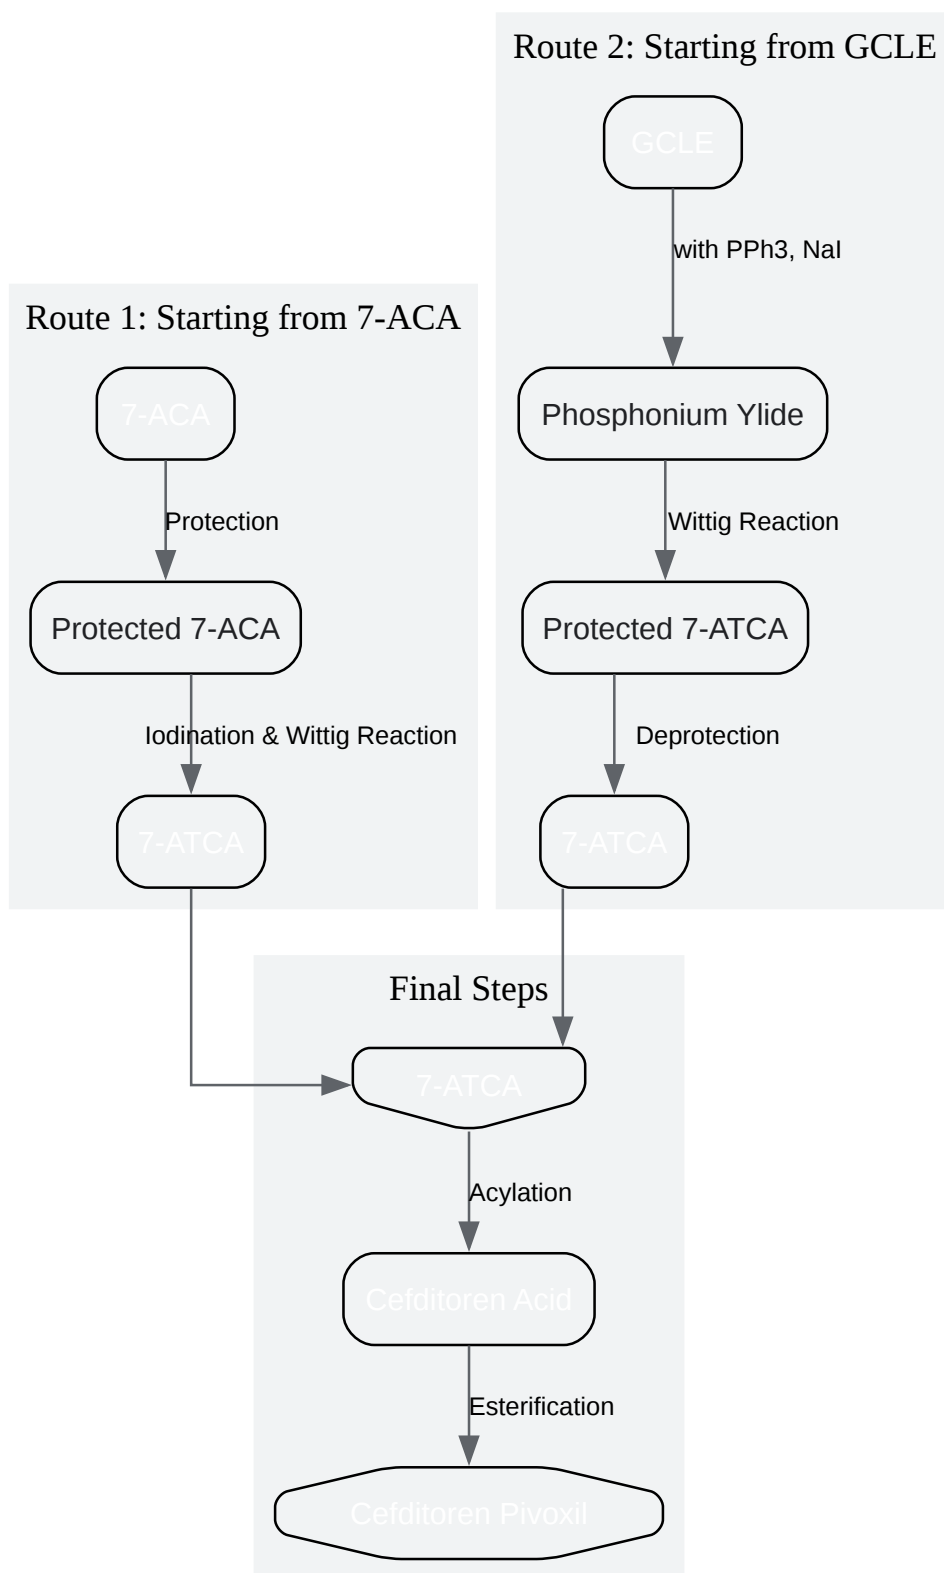 Route 2: Starting from GCLE
GCLE
with PPh3, NaI
Route 1: Starting from 7-ACA
7-ACA
Phosphonium Ylide
Protection
Wittig Reaction
Protected 7-ACA
Protected 7-ATCA
Iodination & Wittig Reaction
Deprotection
7-ATCA
7-ATCA
Final Steps
7-ATCA
Acylation
Cefditoren Acid
Esterification
Cefditoren Pivoxil